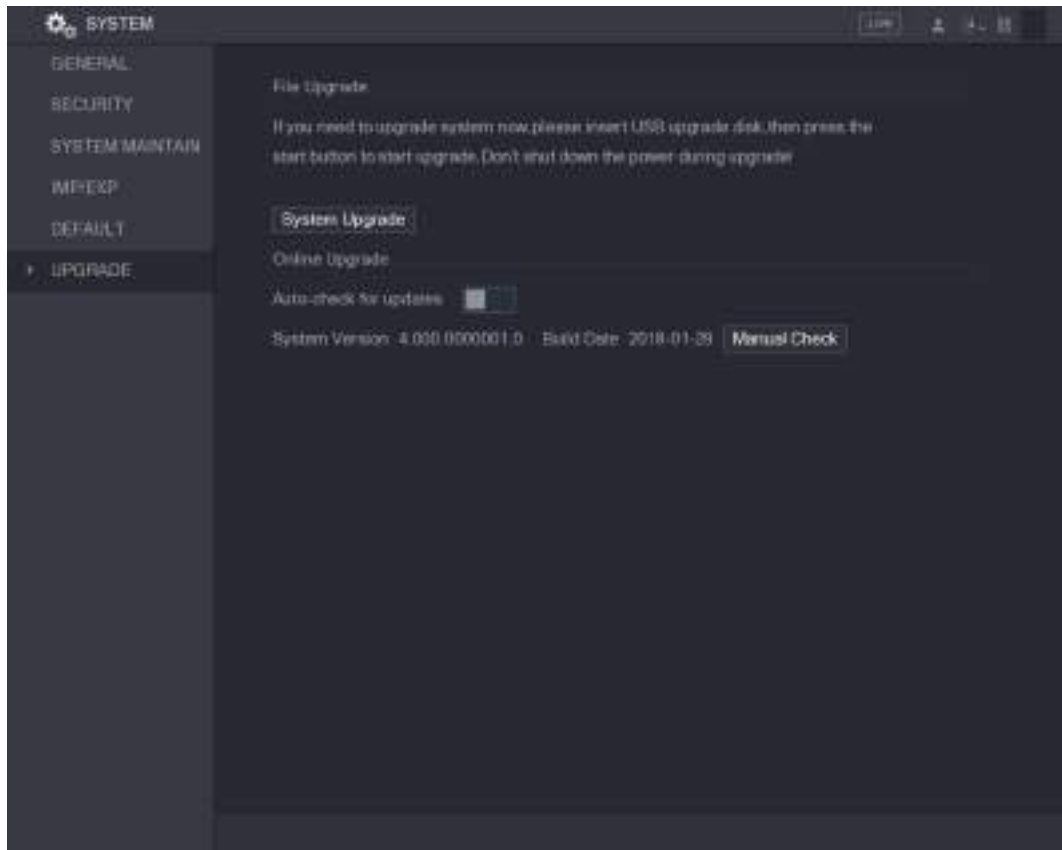 SYSTEM
LIVE
GENERAL
SECURITY
SYSTEM MAINTAIN
IMP/EXP
DEFAULT
UPGRADE
File Upgrade
If you need to upgrade system now,please insert USB upgrade disk,then press the
start button to start upgrade.Don't shut down the power during upgrade!
System Upgrade
Online Upgrade
Auto-check for updates
System Version 4.000.0000001.0 Build Date 2018-01-29 Manual Check